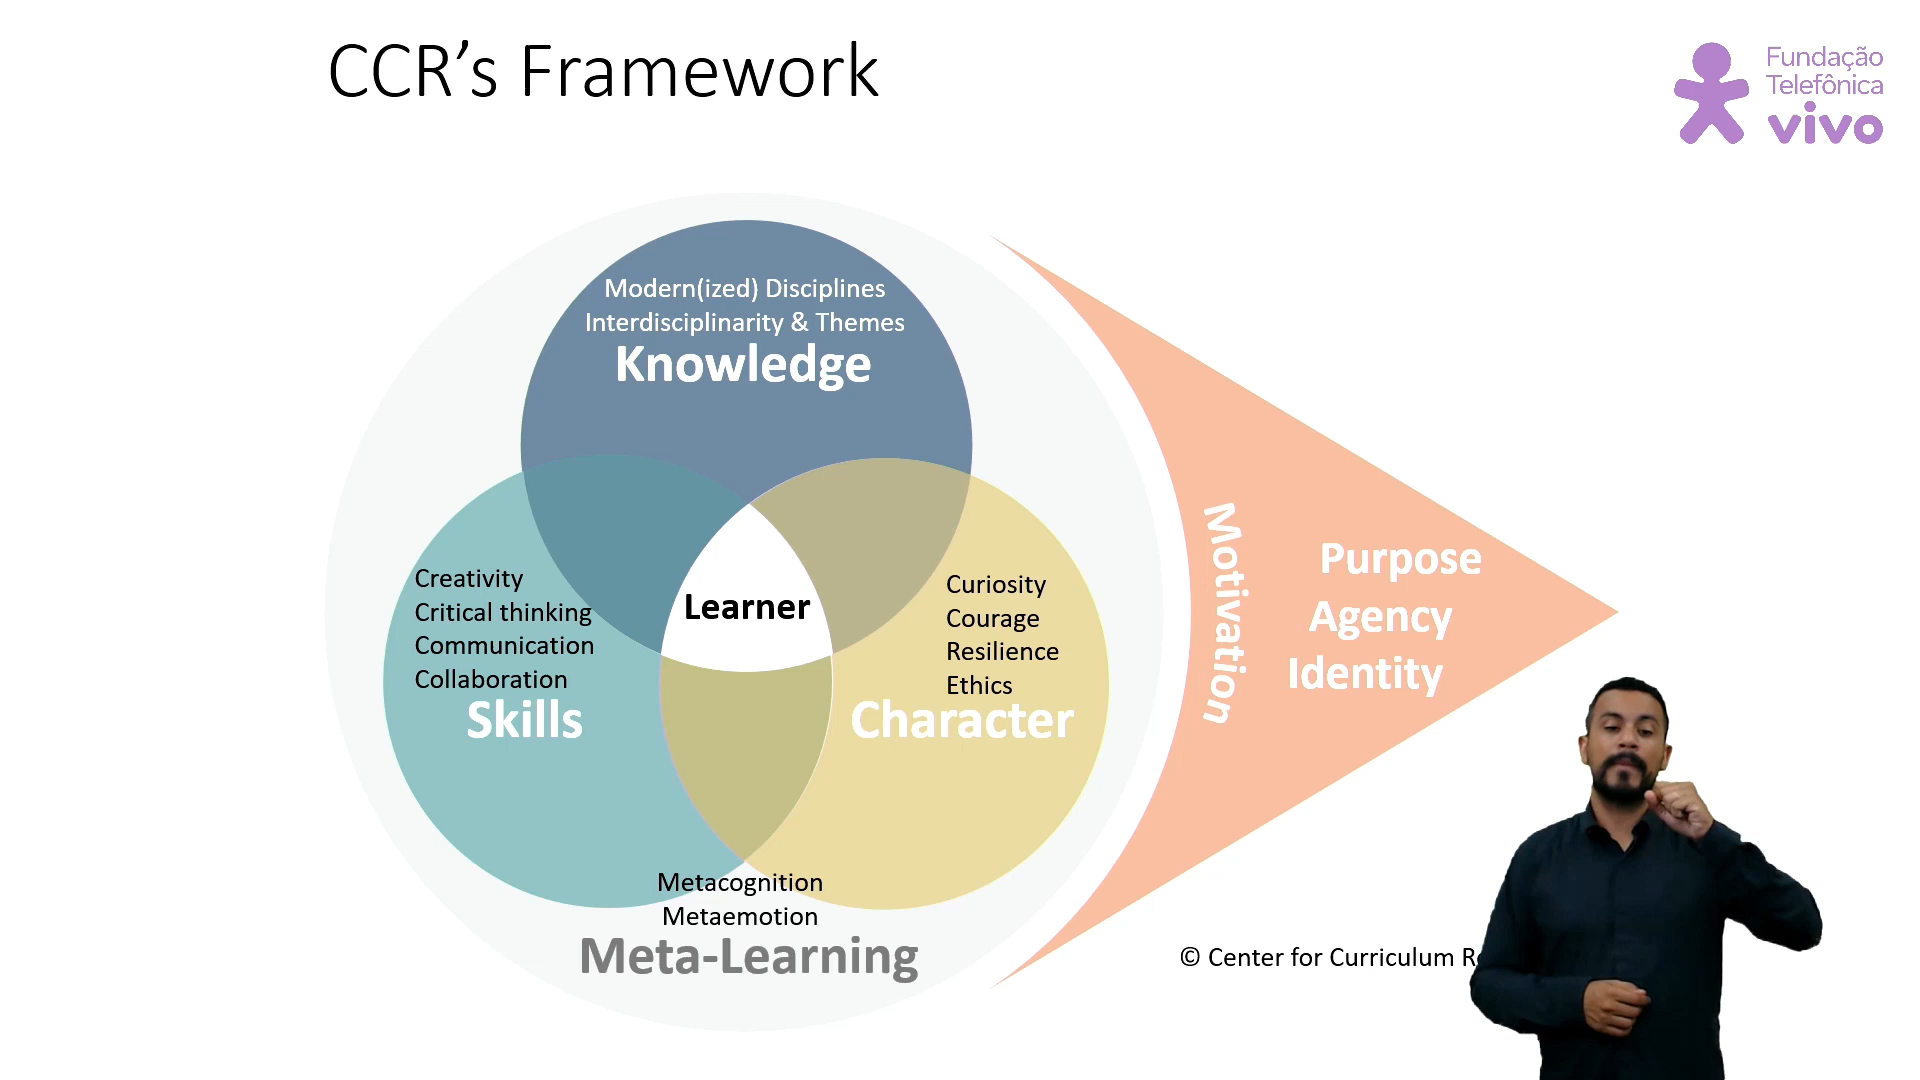 CCR’s Framework
Fundação
Telefônica
vivo
Modern(ized) Disciplines
Interdisciplinarity & Themes
Knowledge
Creativity
Critical thinking
Communication
Collaboration
Skills
Learner
Curiosity
Courage
Resilience
Ethics
Character
Motivation
Purpose
Agency
Identity
Metacognition
Metaemotion
Meta-Learning
© Center for Curriculum